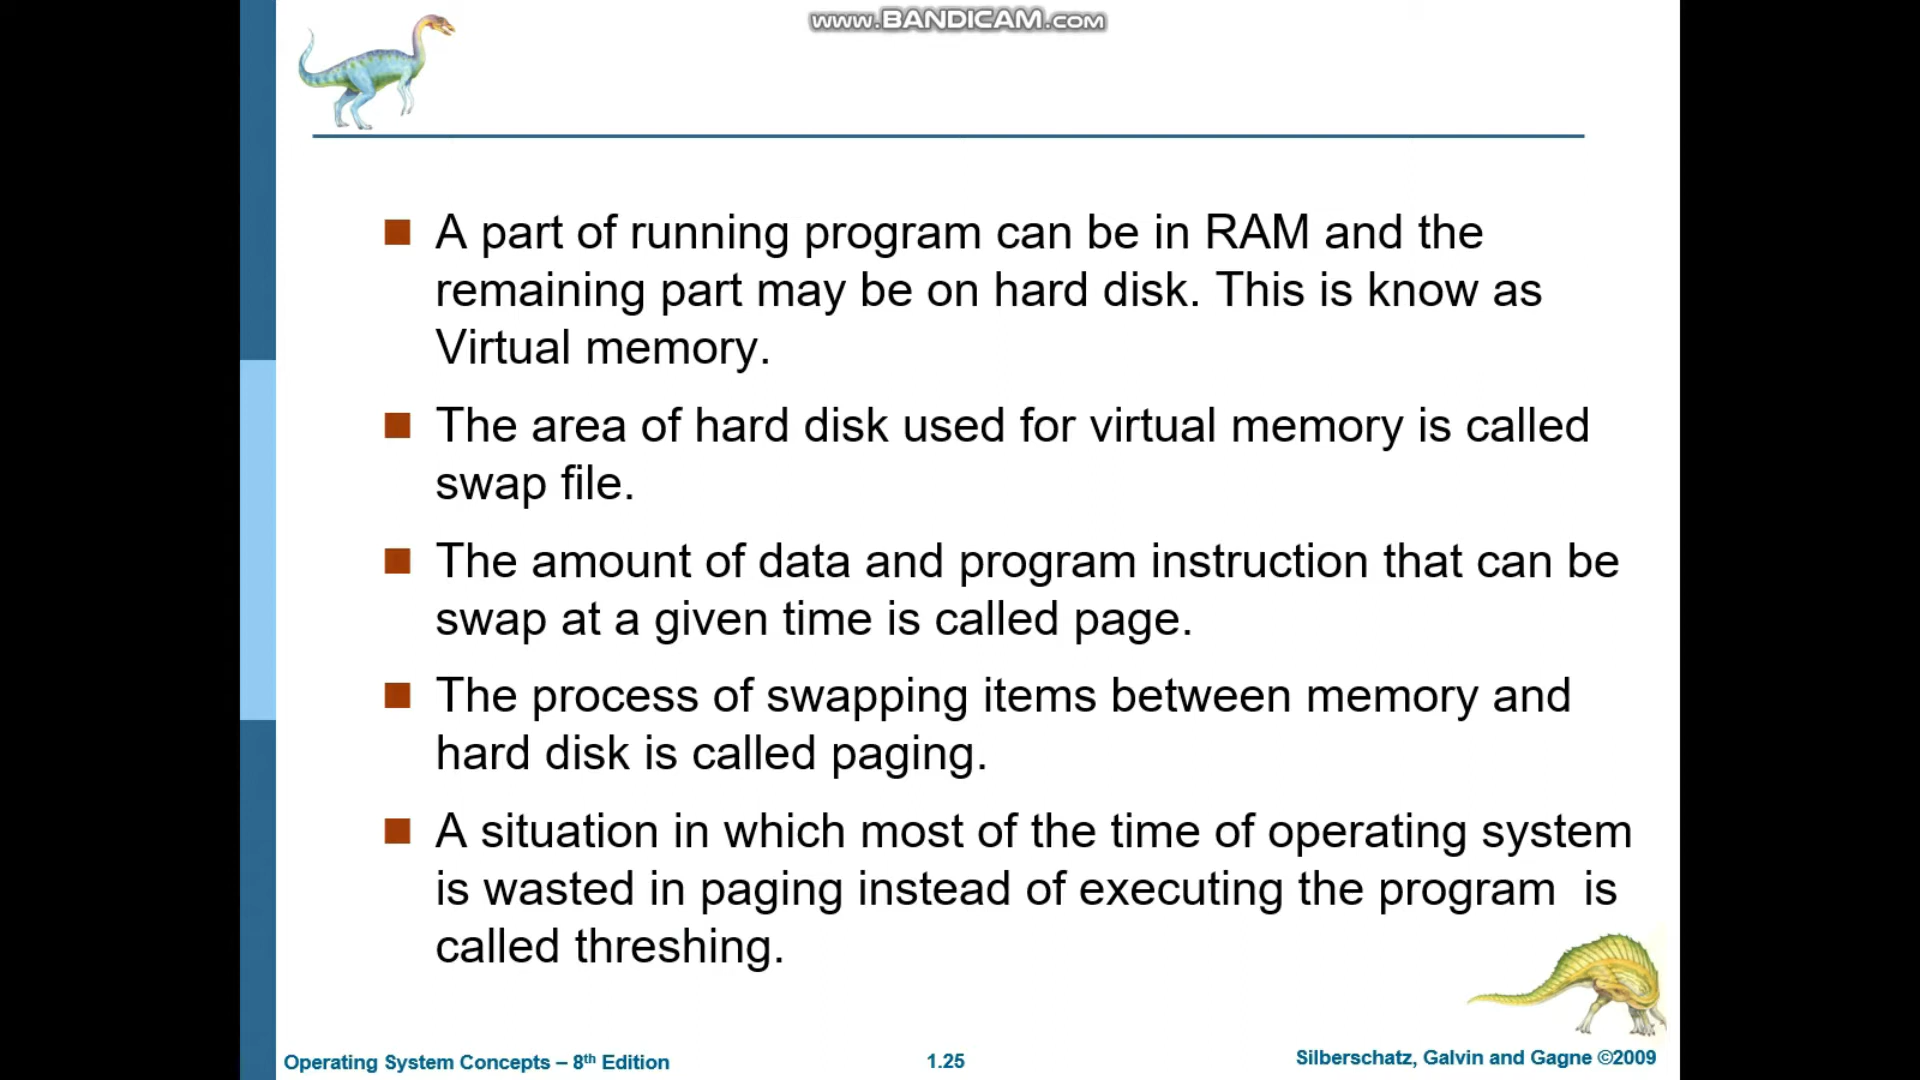 www.BANDICAM.com
A part of running program can be in RAM and the
remaining part may be on hard disk. This is know as
Virtual memory.
The area of hard disk used for virtual memory is called
swap file.
The amount of data and program instruction that can be
swap at a given time is called page.
The process of swapping items between memory and
hard disk is called paging.
A situation in which most of the time of operating system
is wasted in paging instead of executing the program  is
called threshing.
Operating System Concepts – 8th Edition
1.25
Silberschatz, Galvin and Gagne ©2009